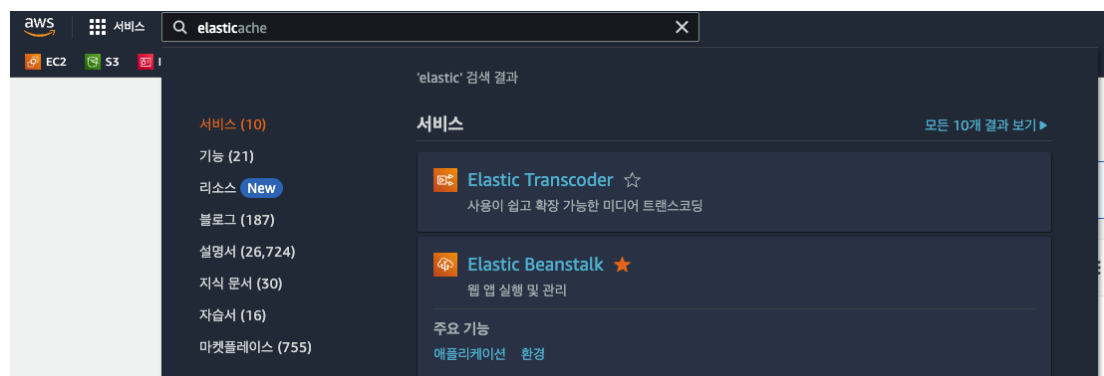 aws 서비스 elasticache
EC2 S3
'elastic' 검색 결과
서비스 (10)
기능 (21)
리소스 New
블로그 (187)
설명서 (26,724)
지식 문서 (30)
자습서 (16)
마켓플레이스 (755)
서비스 모든 10개 결과 보기
Elastic Transcoder
사용이 쉽고 확장 가능한 미디어 트랜스코딩
Elastic Beanstalk
웹 앱 실행 및 관리
주요 기능
애플리케이션 환경